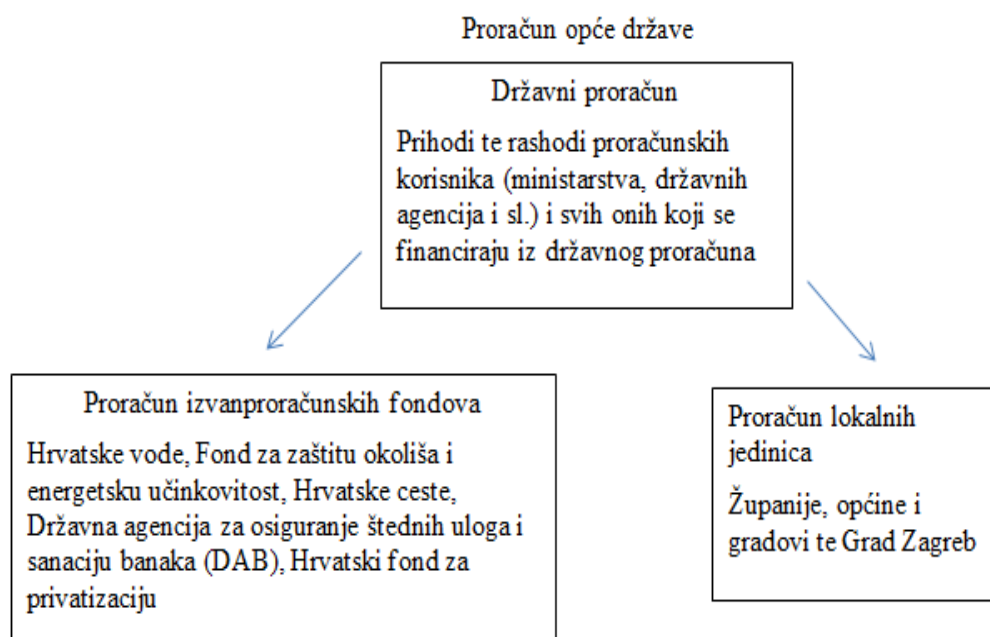 Proračun opće države
Državni proračun
Prihodi te rashodi proračunskih
korisnika (ministarstva, državnih
agencija i sl.) i svih onih koji se
financiraju iz državnog proračuna
Proračun izvanproračunskih fondova
Hrvatske vode, Fond za zaštitu okoliša i
energetsku učinkovitost, Hrvatske ceste,
Državna agencija za osiguranje štednih uloga i
sanaciju banaka (DAB), Hrvatski fond za
privatizaciju
Proračun lokalnih
jedinica
Županije, općine i
gradovi te Grad Zagreb